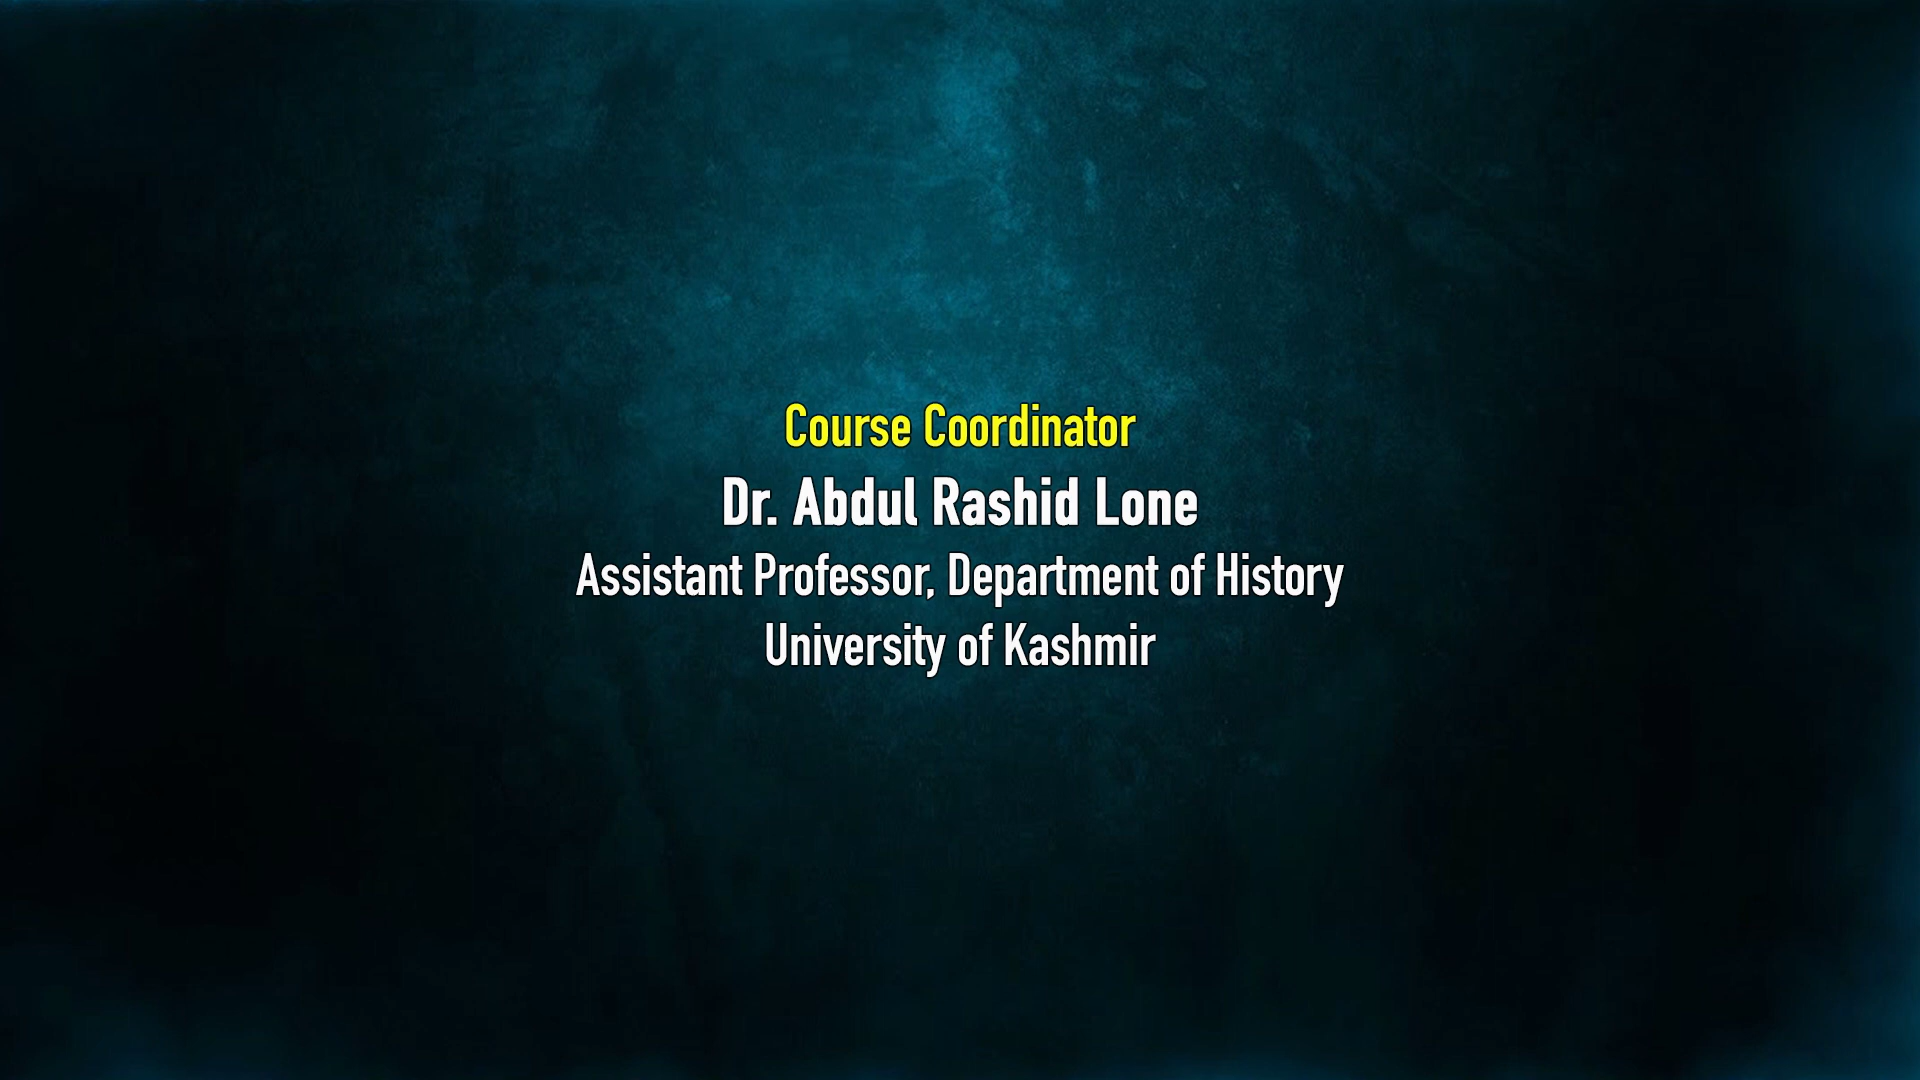 Course Coordinator
Dr. Abdul Rashid Lone
Assistant Professor, Department of History
University of Kashmir